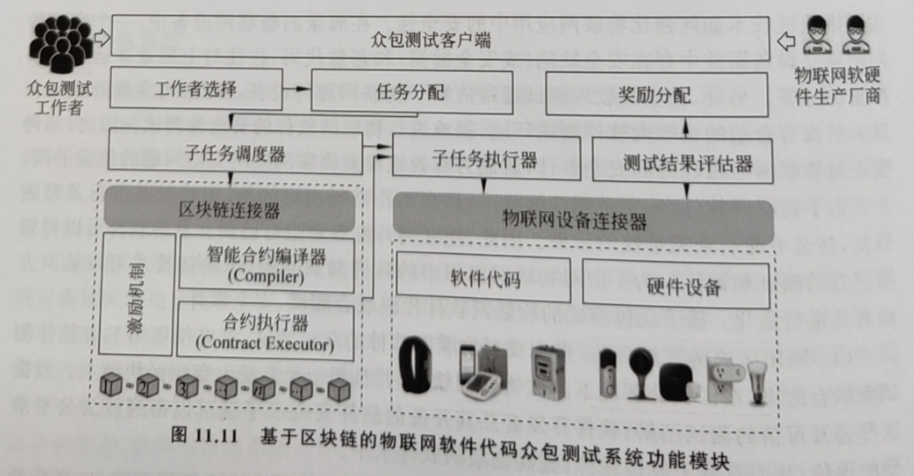 众包测试客户端
众包测试
工作者
物联网软硬
件生产厂商
工作者选择
任务分配
奖励分配
子任务调度器
子任务执行器
测试结果评估器
区块链连接器
物联网设备连接器
激励机制
智能合约编译器
(Compiler)
合约执行器
(Contract Executor)
软件代码
硬件设备
图 11.11 基于区块链的物联网软件代码众包测试系统功能模块